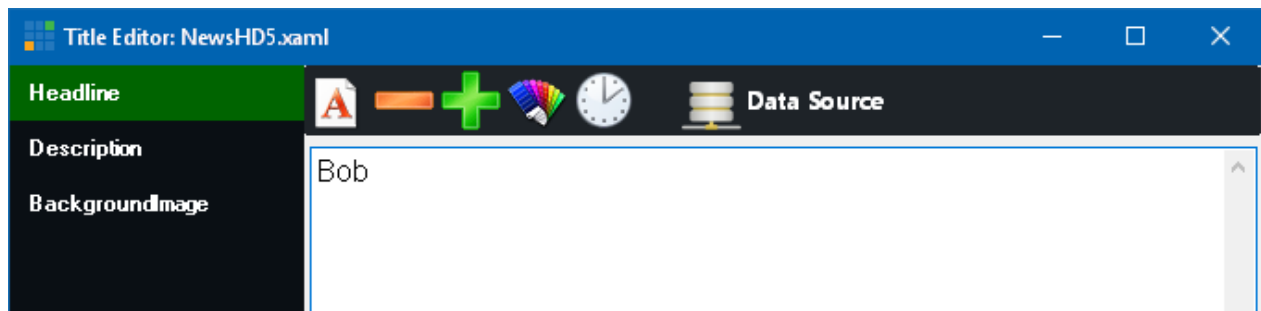 Title Editor: NewsHD5.xaml
Headline
A
Data Source
Description
Bob
BackgroundImage